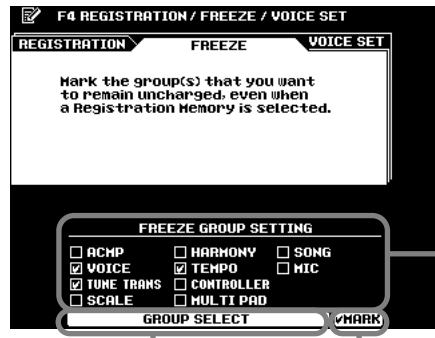 F4 REGISTRATION / FREEZE / VOICE SET
REGISTRATION FREEZE VOICE SET
Mark the group(s) that you want
to remain uncharged, even when
a Registration Memory is selected.
FREEZE GROUP SETTING
ACMP HARMONY SONG
VOICE TEMPO MIC
TUNE TRANS CONTROLLER
SCALE MULTI PAD
GROUP SELECT MARK